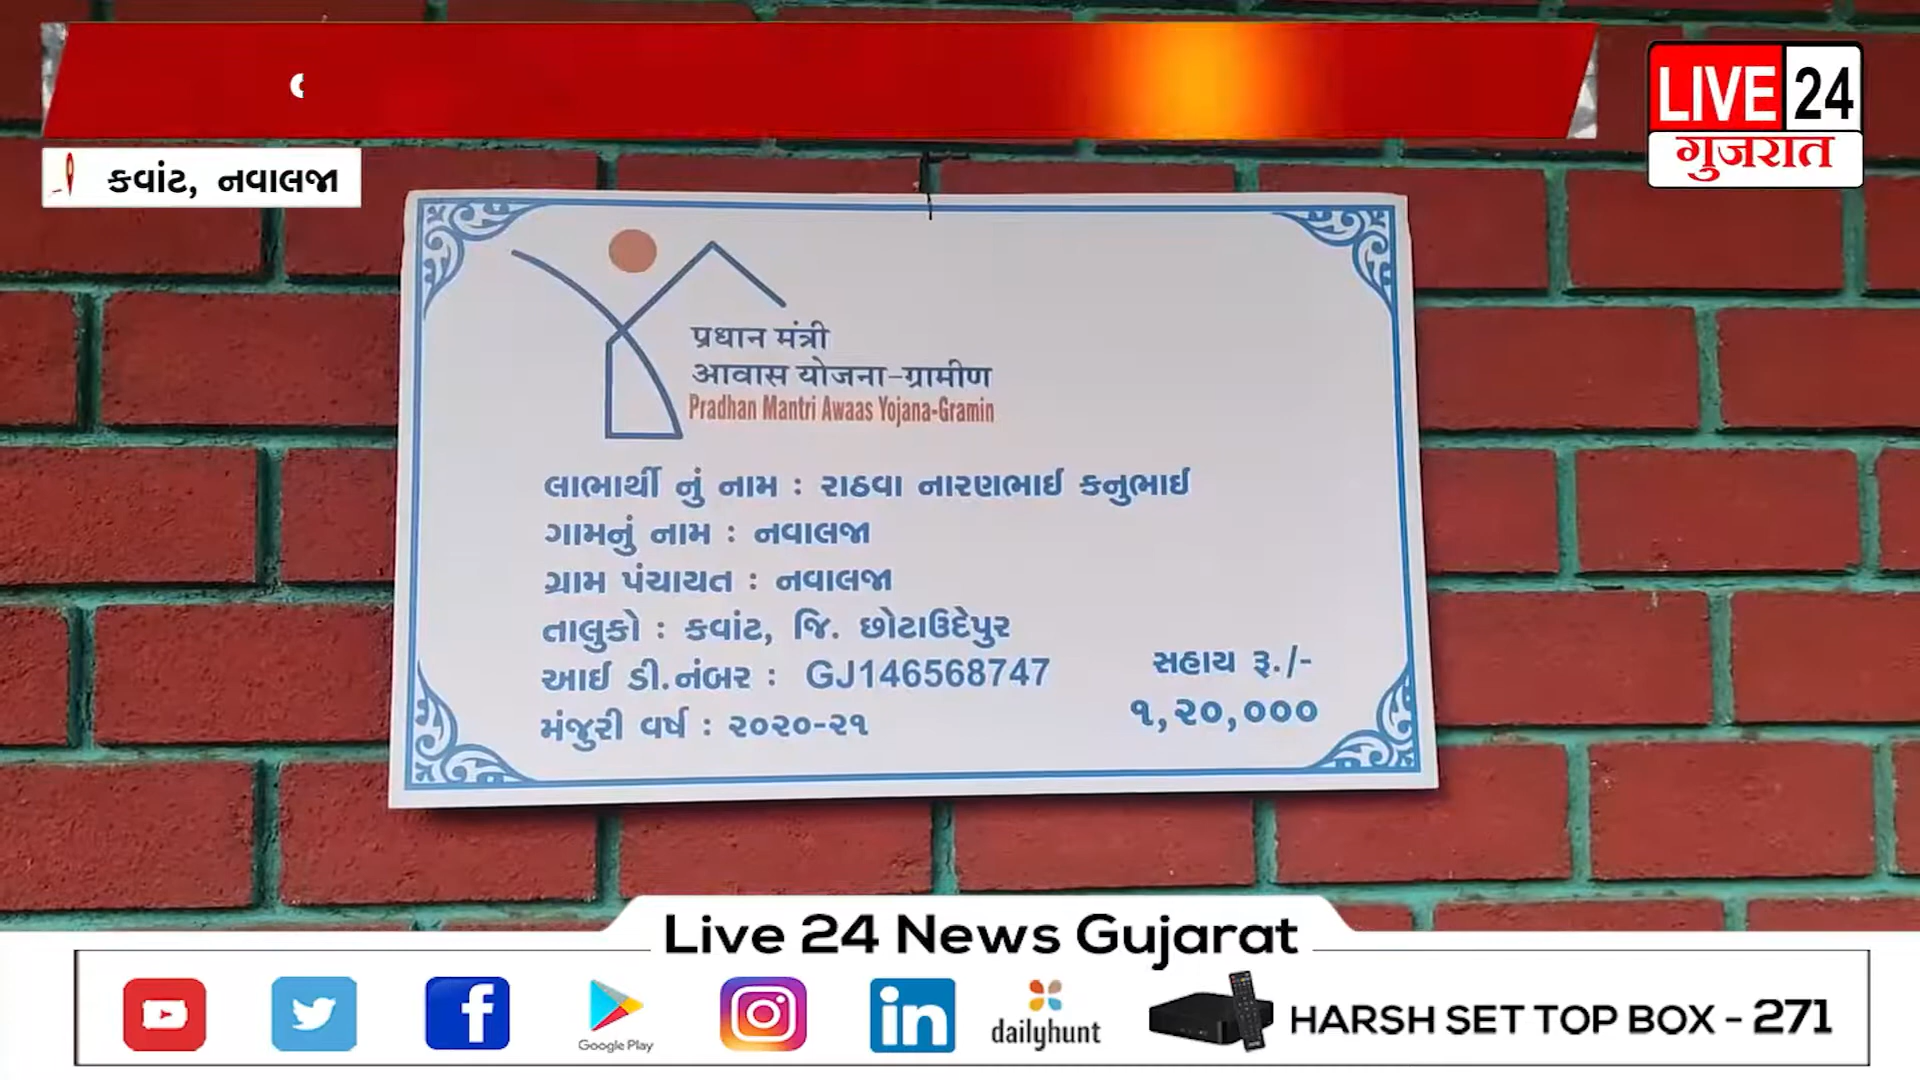 LIVE 24
गुजरात
કવાંટ, નવાલજા
प्रधान मंत्री
आवास योजना-ग्रामीण
Pradhan Mantri Awaas Yojana-Gramin
લાભાર્થી નું નામ : રાઠવા નારણભાઈ કનુભાઈ
ગામનું નામ : નવાલજા
ગ્રામ પંચાયત : નવાલજા
તાલુકો : કવાંટ, જિ. છોટાઉદેપુર
આઈ ડી.નંબર : GJ146568747
મંજુરી વર્ષ : ૨૦૨૦-૨૧
સહાય રૂ./-
૧,૨૦,૦૦૦
Live 24 News Gujarat
Google Play
dailyhunt
HARSH SET TOP BOX - 271